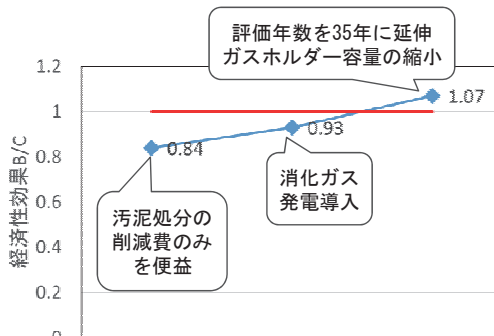 評価年数を35年に延伸
ガスホルダー容量の縮小
1.2
1
0.8
0.6
0.4
0.2
0
経済性効果B/C
0.84
0.93
1.07
消化ガス
発電導入
汚泥処分の
削減費のみ
を便益